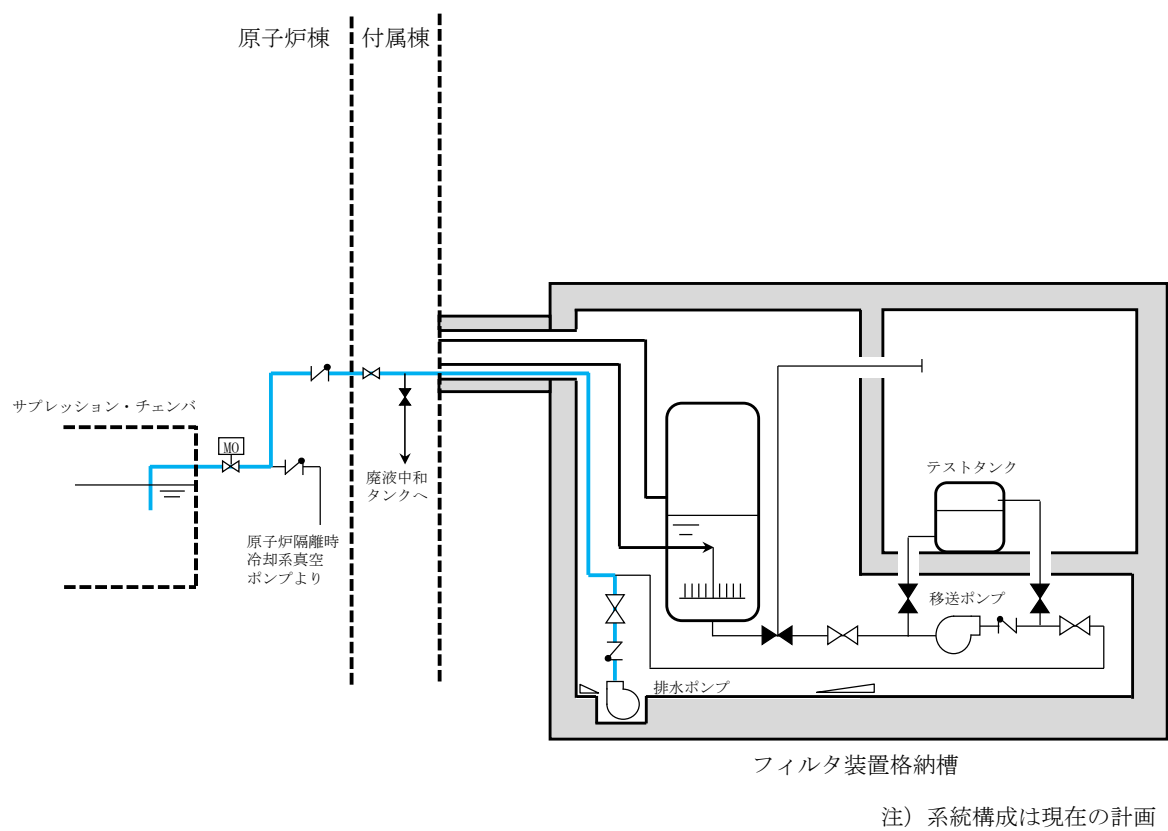 原子炉棟
付属棟
サプレッション・チェンバ
MO
廃液中和
タンクへ
原子炉隔離時
冷却系真空
ポンプより
テストタンク
移送ポンプ
排水ポンプ
フィルタ装置格納槽
注）系統構成は現在の計画